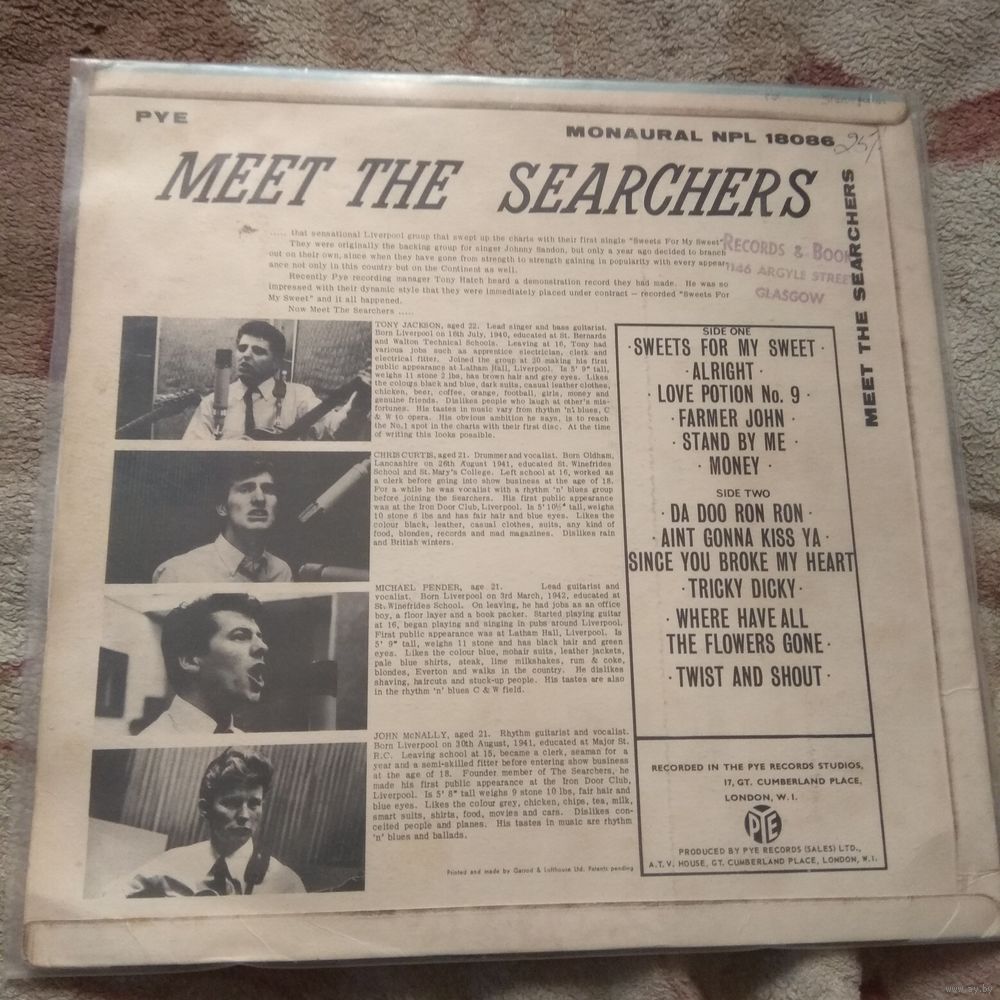 PYE
MONAURAL NPL 18086
257
MEET THE SEARCHERS
..... that sensational Liverpool group that swept up the charts with their first single "Sweets For My Sweet".
They were originally the backing group for singer Johnny Sandon, but only a year ago decided to branch
out on their own, since when they have gone from strength to strength gaining in popularity with every appear-
ance not only in this country but on the Continent as well.
Recently Pye recording manager Tony Hatch heard a demonstration record they had made. He was so
impressed with their dynamic style that they were immediately placed under contract — recorded "Sweets For
My Sweet" and it all happened.
Now Meet The Searchers .....
RECORDS & BOOK
1146 ARGYLE STREE
GLASGOW
MEET THE SEARCHERS
TONY JACKSON, aged 22. Lead singer and bass guitarist.
Born Liverpool on 16th July, 1940, educated at St. Bernards
and Walton Technical Schools. Leaving at 16, Tony had
various jobs such as apprentice electrician, clerk and
electrical fitter. Joined the group at 20 making his first
public appearance at Latham Hall, Liverpool. Is 5' 9" tall,
weighs 11 stone 2 lbs, has brown hair and grey eyes. Likes
the colours black and blue, dark suits, casual leather clothes,
chicken, beer, coffee, orange, football, girls, money and
genuine friends. Dislikes people who laugh at other's mis-
fortunes. His tastes in music vary from rhythm 'n' blues, C
& W to opera. His obvious ambition he says, is to reach
the No.1 spot in the charts with their first disc. At the time
of writing this looks possible.
CHRIS CURTIS, aged 21. Drummer and vocalist. Born Oldham,
Lancashire on 26th August 1941, educated St. Winefrides
School and St. Mary's College. Left school at 16, worked as
a clerk before going into show business at the age of 18.
For a while he was vocalist with a rhythm 'n' blues group
before joining the Searchers. His first public appearance
was at the Iron Door Club, Liverpool. Is 5' 10½" tall, weighs
10 stone 6 lbs and has fair hair and blue eyes. Likes the
colour black, leather, casual clothes, suits, any kind of
food, blondes, records and mad magazines. Dislikes rain
and British winters.
MICHAEL PENDER, age 21. Lead guitarist and
vocalist. Born Liverpool on 3rd March, 1942, educated at
St. Winefrides School. On leaving, he had jobs as an office
boy, a floor layer and a book packer. Started playing guitar
at 16, began playing and singing in pubs around Liverpool.
First public appearance was at Latham Hall, Liverpool. Is
5' 9" tall, weighs 11 stone and has black hair and green
eyes. Likes the colour blue, mohair suits, leather jackets,
pale blue shirts, steak, lime milkshakes, rum & coke,
blondes, Everton and walks in the country. He dislikes
shaving, haircuts and stuck-up people. His tastes are also
in the rhythm 'n' blues C & W field.
JOHN McNALLY, aged 21. Rhythm guitarist and vocalist.
Born Liverpool on 30th August, 1941, educated at Major St.
R.C. Leaving school at 15, became a clerk, seaman for a
year and a semi-skilled fitter before entering show business
at the age of 18. Founder member of The Searchers, he
made his first public appearance at the Iron Door Club,
Liverpool. Is 5' 8" tall weighs 9 stone 10 lbs, fair hair and
blue eyes. Likes the colour grey, chicken, chips, tea, milk,
smart suits, shirts, food, movies and cars. Dislikes con-
ceited people and planes. His tastes in music are rhythm
'n' blues and ballads.
Printed and made by Garrod & Lofthouse Ltd. Patents pending
SIDE ONE
· SWEETS FOR MY SWEET ·
· ALRIGHT ·
· LOVE POTION No. 9 ·
· FARMER JOHN ·
· STAND BY ME ·
· MONEY ·
SIDE TWO
· DA DOO RON RON ·
· AINT GONNA KISS YA ·
SINCE YOU BROKE MY HEART
· TRICKY DICKY ·
· WHERE HAVE ALL
THE FLOWERS GONE ·
· TWIST AND SHOUT ·
RECORDED IN THE PYE RECORDS STUDIOS,
17, GT. CUMBERLAND PLACE,
LONDON, W. I.
PYE
PRODUCED BY PYE RECORDS (SALES) LTD.,
A.T.V. HOUSE, GT. CUMBERLAND PLACE, LONDON, W.I.
www.ay.by